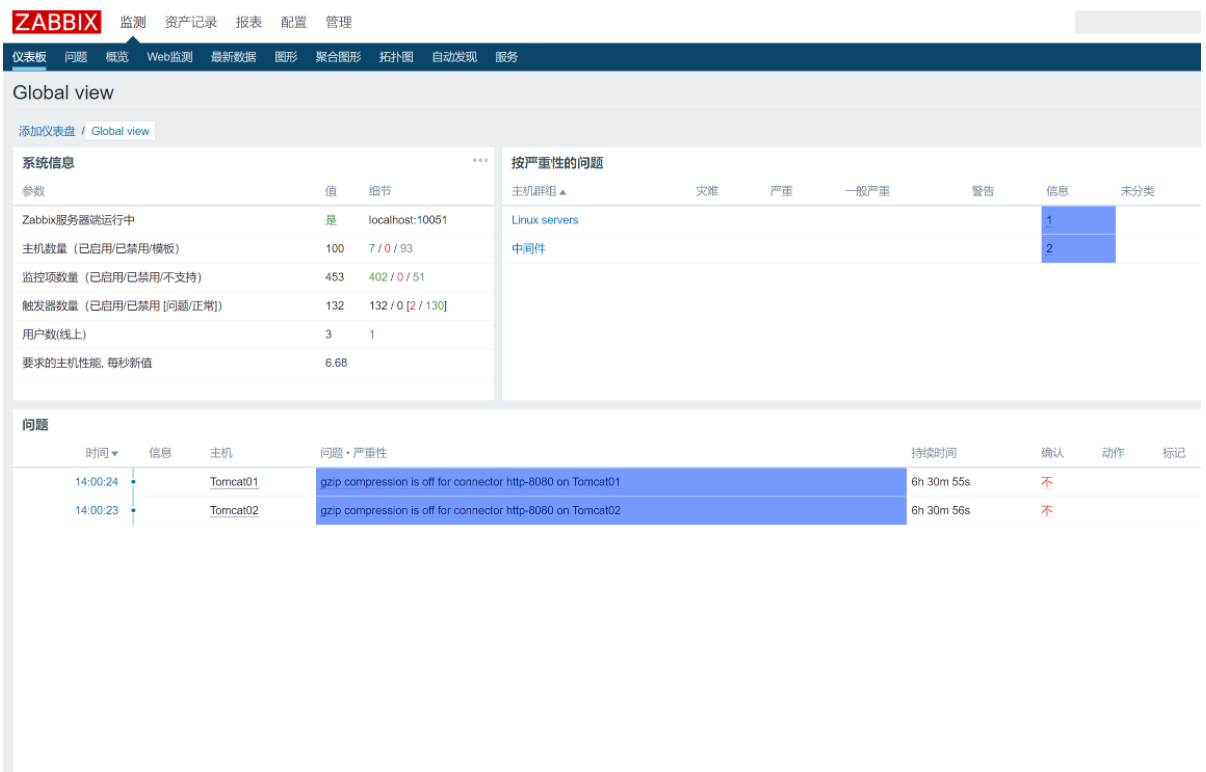 ZABBIX 监测 资产记录 报表 配置 管理
仪表板 问题 概览 Web监测 最新数据 图形 聚合图形 拓扑图 自动发现 服务
Global view
添加仪表盘 / Global view
系统信息
参数 值 细节
Zabbix服务器端运行中 是 localhost:10051
主机数量（已启用/已禁用/模板） 100 7 / 0 / 93
监控项数量（已启用/已禁用/不支持） 453 402 / 0 / 51
触发器数量（已启用/已禁用 [问题/正常]） 132 132 / 0 [2 / 130]
用户数(线上) 3 1
要求的主机性能, 每秒新值 6.68
按严重性的问题
主机群组 灾难 严重 一般严重 警告 信息 未分类
Linux servers 1
中间件 2
问题
时间 信息 主机 问题 • 严重性 持续时间 确认 动作 标记
14:00:24 Tomcat01 gzip compression is off for connector http-8080 on Tomcat01 6h 30m 55s 不
14:00:23 Tomcat02 gzip compression is off for connector http-8080 on Tomcat02 6h 30m 56s 不